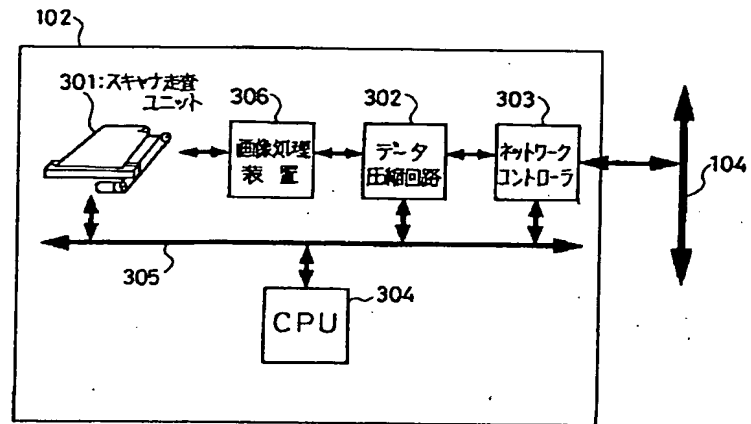 102
301:スキャナ走査
ユニット
306
302
303
画像処理
装置
データ
圧縮回路
ネットワーク
コントローラ
104
305
304
CPU